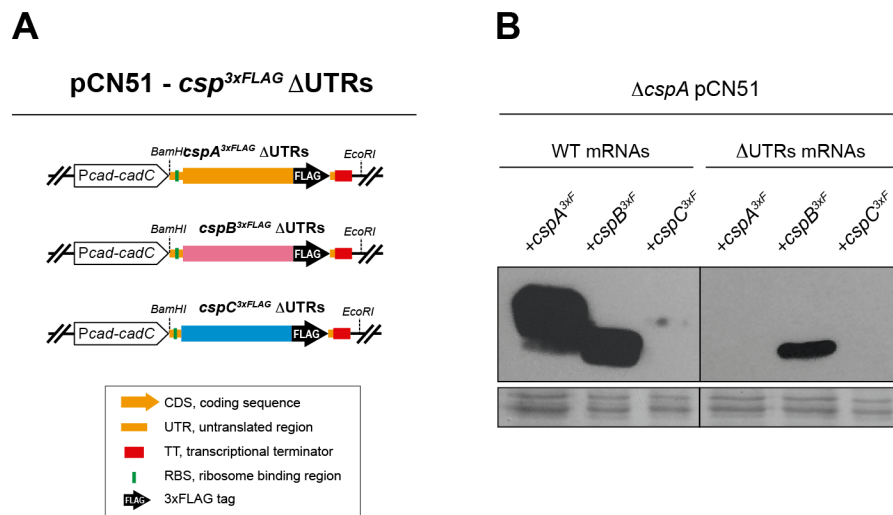 A
pCN51 - csp3xFLAG ΔUTRs
BamHI cspA3xFLAG ΔUTRs EcoRI
Pcad-cadC FLAG
BamHI cspB3xFLAG ΔUTRs EcoRI
Pcad-cadC FLAG
BamHI cspC3xFLAG ΔUTRs EcoRI
Pcad-cadC FLAG
CDS, coding sequence
UTR, untranslated region
TT, transcriptional terminator
RBS, ribosome binding region
FLAG 3xFLAG tag
B
ΔcspA pCN51
WT mRNAs ΔUTRs mRNAs
+cspA3xF +cspB3xF +cspC3xF +cspA3xF +cspB3xF +cspC3xF